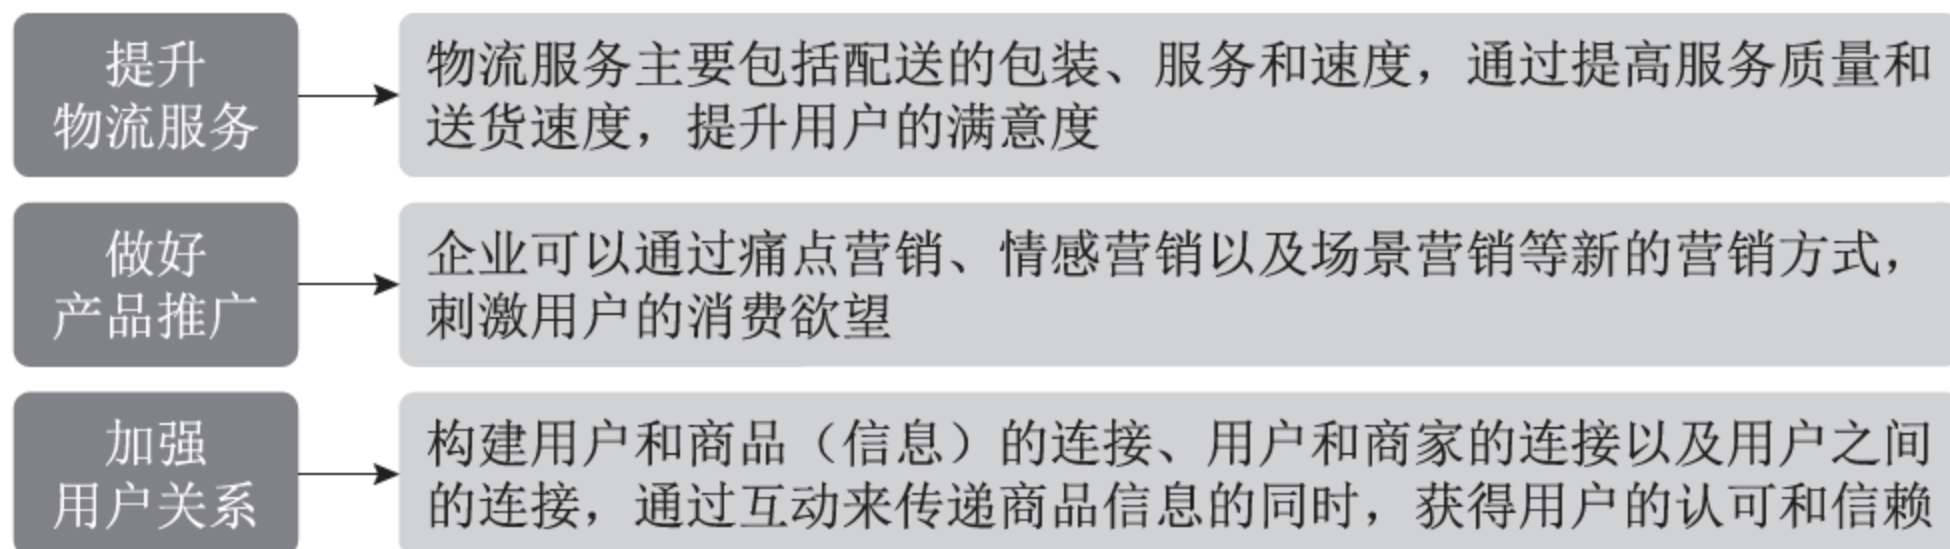 提升
物流服务
物流服务主要包括配送的包装、服务和速度，通过提高服务质量和
送货速度，提升用户的满意度
做好
产品推广
企业可以通过痛点营销、情感营销以及场景营销等新的营销方式，
刺激用户的消费欲望
加强
用户关系
构建用户和商品（信息）的连接、用户和商家的连接以及用户之间
的连接，通过互动来传递商品信息的同时，获得用户的认可和信赖